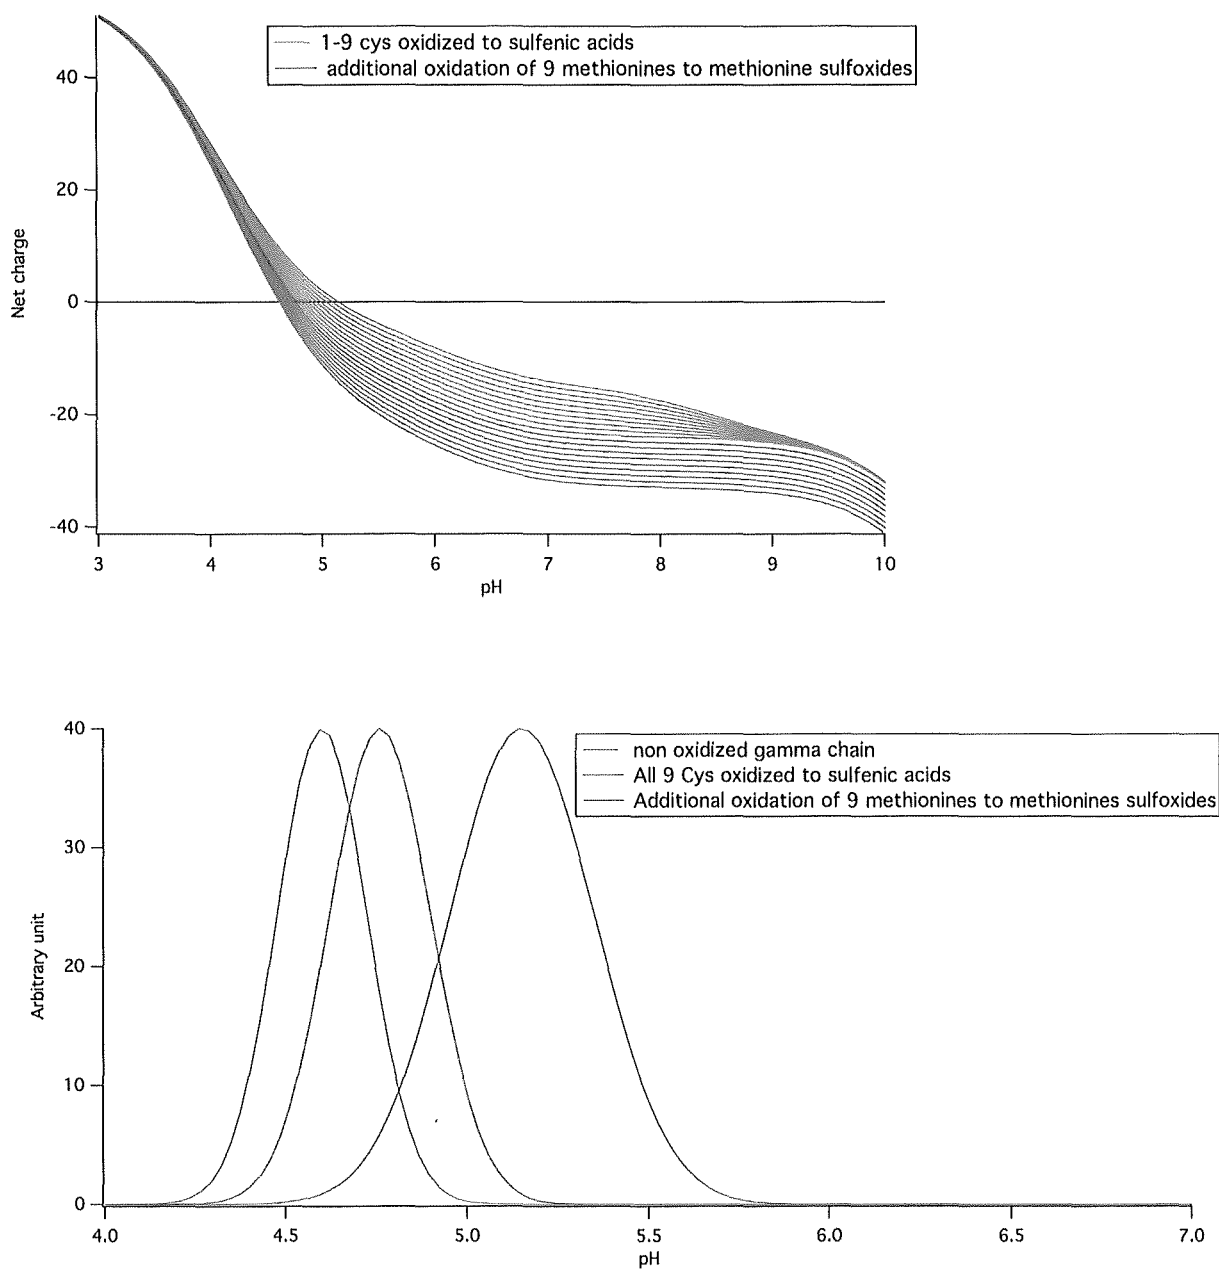 1-9 cys oxidized to sulfenic acids
additional oxidation of 9 methionines to methionine sulfoxides
40
20
0
-20
-40
Net charge
3 4 5 6 7 8 9 10
pH
non oxidized gamma chain
All 9 Cys oxidized to sulfenic acids
Additional oxidation of 9 methionines to methionines sulfoxides
40
30
20
10
0
Arbitrary unit
4.0 4.5 5.0 5.5 6.0 6.5 7.0
pH